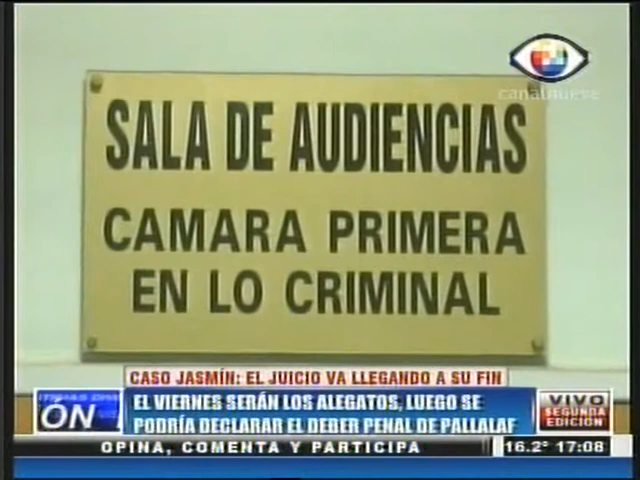 canalnueve
SALA DE AUDIENCIAS
CAMARA PRIMERA
EN LO CRIMINAL
CASO JASMÍN: EL JUICIO VA LLEGANDO A SU FIN
ON
EL VIERNES SERÁN LOS ALEGATOS, LUEGO SE
PODRÍA DECLARAR EL DEBER PENAL DE PALLALAF
VIVO
SEGUNDA
EDICIÓN
OPINA, COMENTA Y PARTICIPA
16.2° 17:08